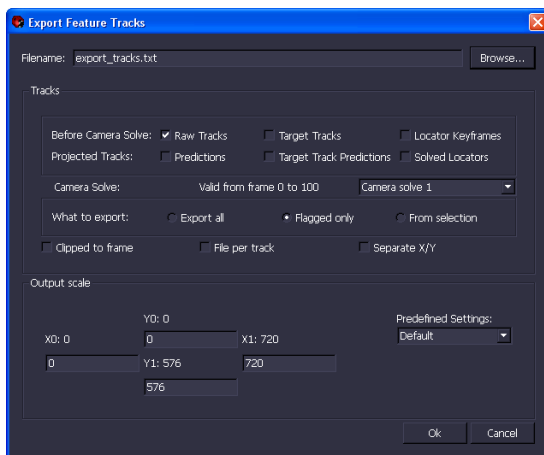 Export Feature Tracks
Filename: export_tracks.txt Browse...
Tracks
Before Camera Solve: Raw Tracks Target Tracks Locator Keyframes
Projected Tracks: Predictions Target Track Predictions Solved Locators
Camera Solve: Valid from frame 0 to 100 Camera solve 1
What to export: Export all Flagged only From selection
Clipped to frame File per track Separate X/Y
Output scale
Y0: 0 Predefined Settings:
X0: 0 0 X1: 720 Default
0 Y1: 576 720
576
Ok Cancel